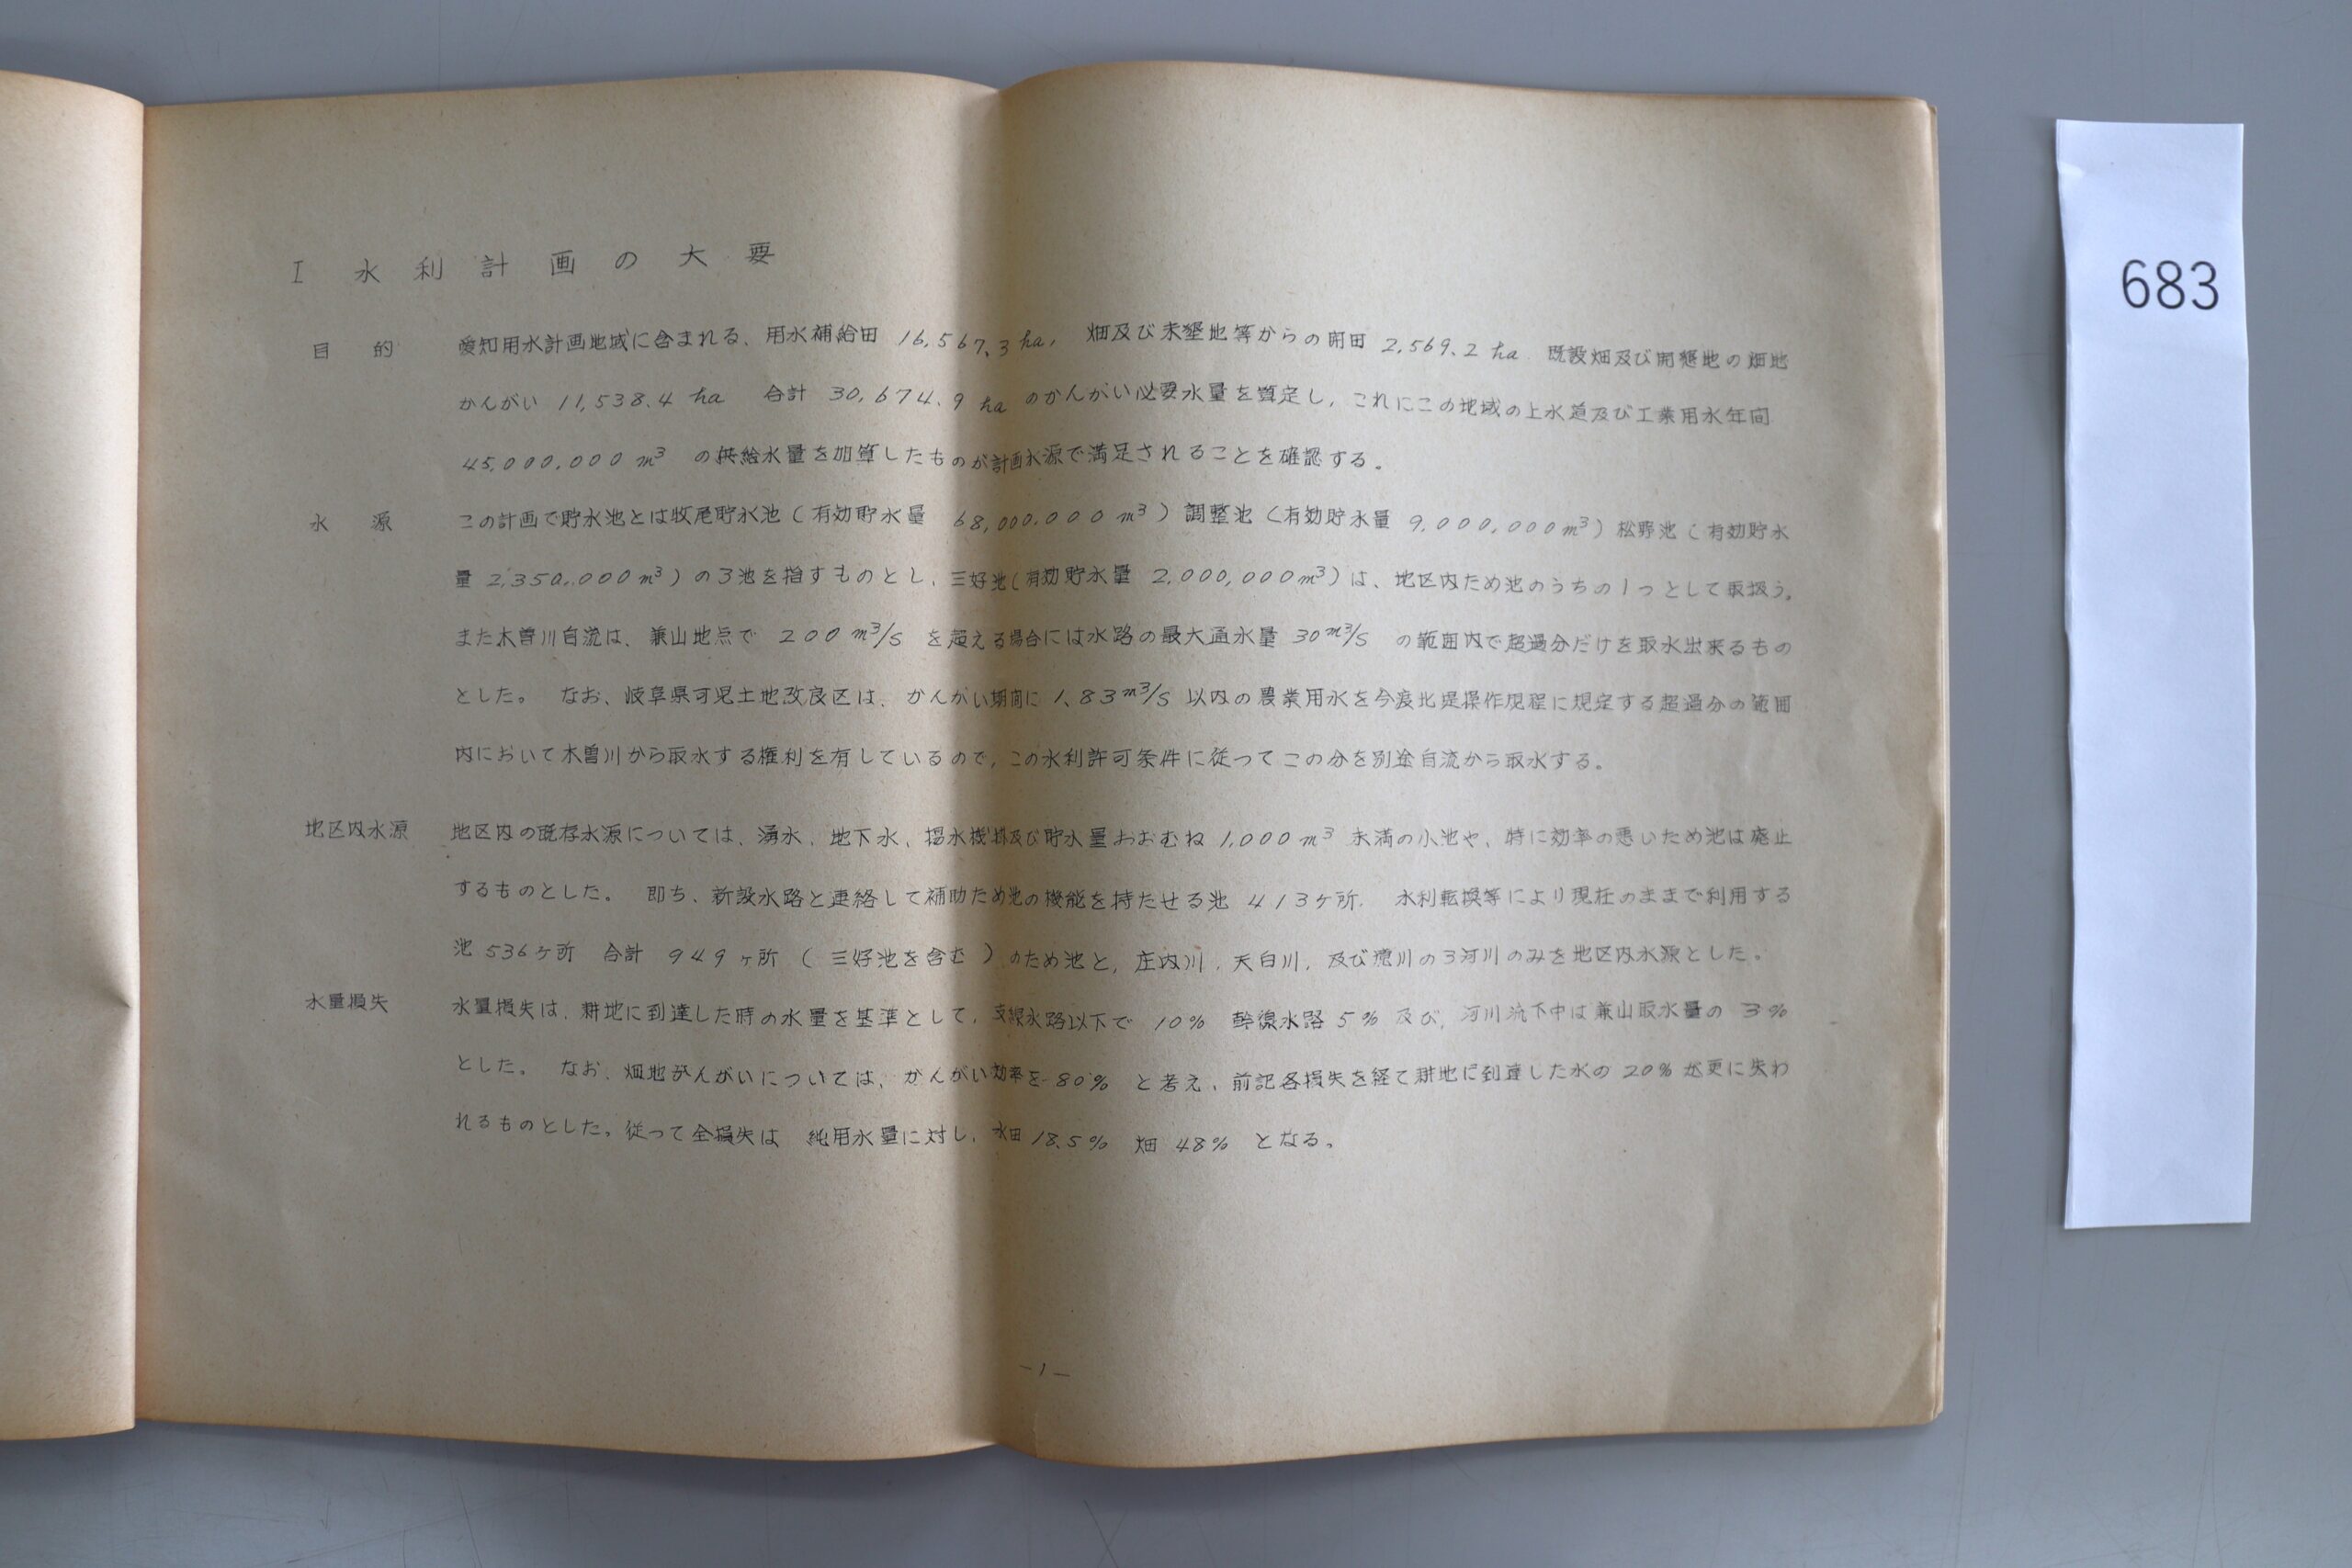 I 水利計画の大要
目的 愛知用水計画地域に含まれる、用水補給田 16,567.3 ha, 畑及び未墾地等からの開田 2,569.2 ha 既設畑及び開墾地の畑地
かんがい 11,538.4 ha 合計 30,674.9 ha のかんがい必要水量を算定し、これにこの地域の上水道及び工業用水年間
45,000,000 m³ の供給水量を加算したものが計画水源で満足されることを確認する。
水源 この計画で貯水池とは牧尾貯水池(有効貯水量 68,000,000 m³)調整池(有効貯水量 9,000,000 m³)松野池(有効貯水
量 2,350,000 m³)の3池を指すものとし、三好池(有効貯水量 2,000,000 m³)は、地区内ため池のうちの1つとして取扱う。
また木曽川自流は、兼山地点で 200 m³/S を超える場合には水路の最大通水量 30 m³/S の範囲内で超過分だけを取水出来るもの
とした。 なお、岐阜県可児土地改良区は、かんがい期間に 1.83 m³/S 以内の農業用水を今渡堰堤操作規程に規定する超過分の範囲
内において木曽川から取水する権利を有しているので、この水利許可条件に従ってこの分を別途自流から取水する。
地区内水源 地区内の既存水源については、湧水、地下水、揚水機場及び貯水量おおむね 1,000 m³ 未満の小池や、特に効率の悪いため池は廃止
するものとした。 即ち、新設水路と連絡して補助ため池の機能を持たせる池 413ヶ所、 水利転換等により現在のままで利用する
池 536ヶ所 合計 949ヶ所 (三好池を含む)のため池と、庄内川、天白川、及び境川の3河川のみを地区内水源とした。
水量損失 水量損失は、耕地に到達した時の水量を基準として、支線水路以下で 10% 幹線水路 5% 及び、河川流下中は兼山取水量の 3%
とした。 なお、畑地かんがいについては、かんがい効率を 80% と考え、前記各損失を経て耕地に到達した水の 20% が更に失わ
れるものとした。従って全損失は 純用水量に対し、水田 18.5% 畑 48% となる。
-1-
683